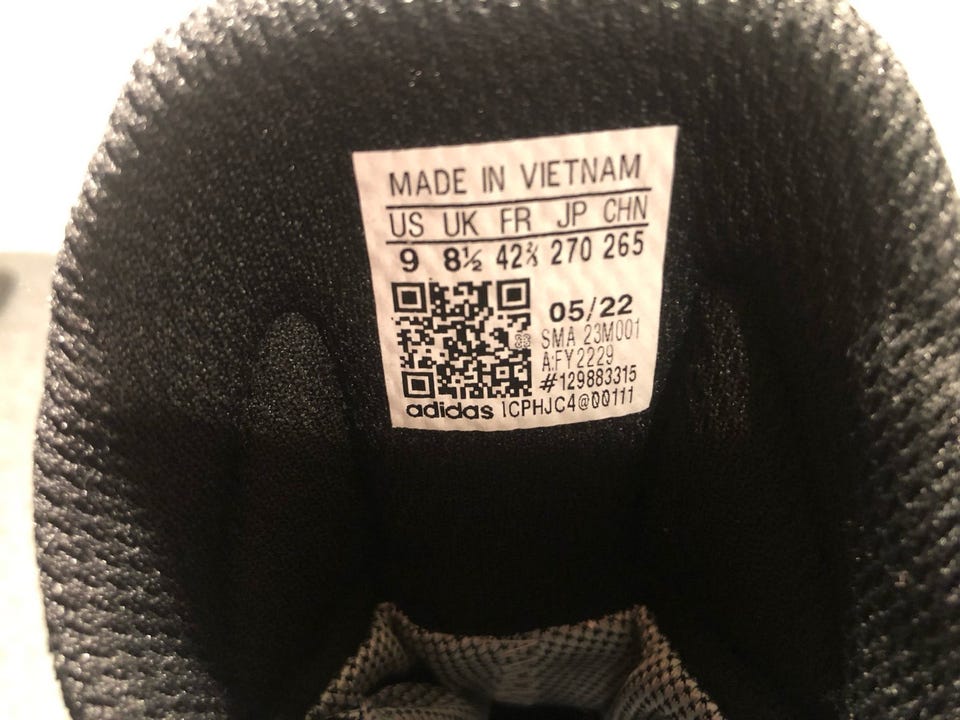 MADE IN VIETNAM
US UK FR JP CHN
9 8½ 42⅔ 270 265
05/22
SMA 23M001
A:FY2229
#129883315
adidas 1CPHJC4@00111